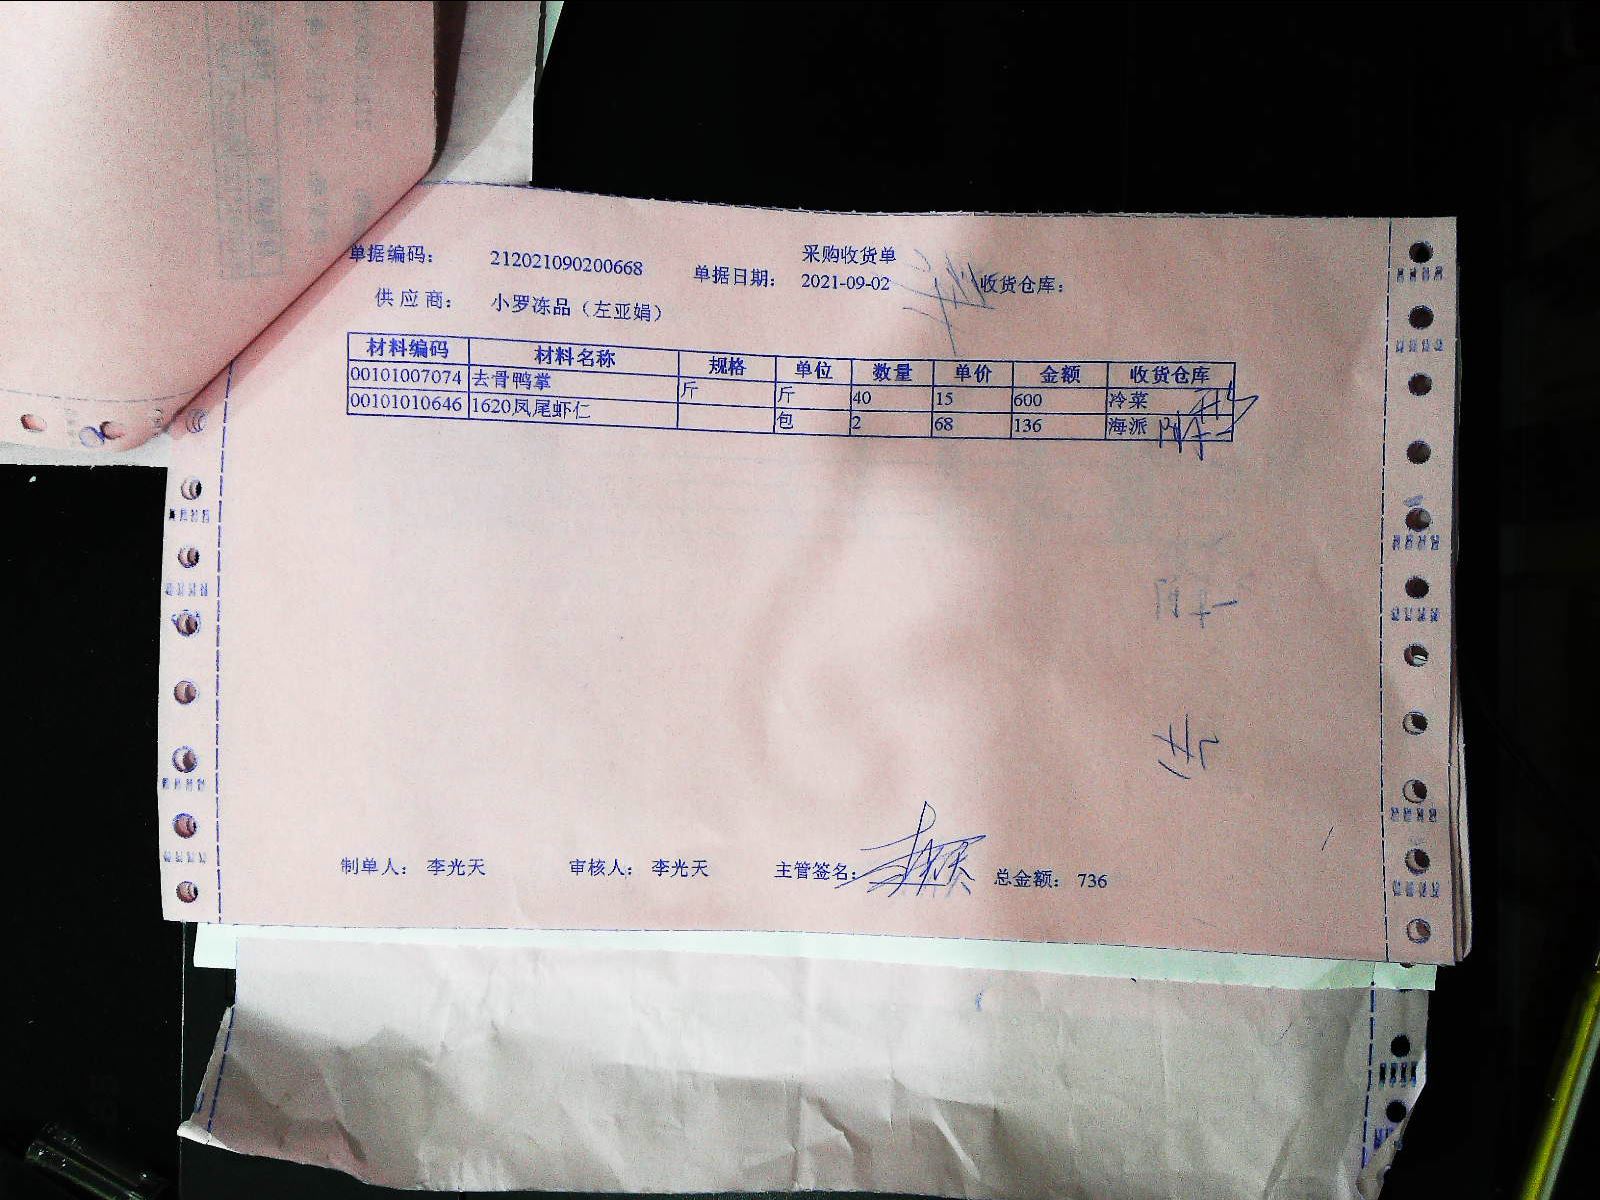 采购收货单
单据编码： 212021090200668 单据日期： 2021-09-02 收货仓库：
供应商： 小罗冻品（左亚娟）
材料编码 材料名称 规格 单位 数量 单价 金额 收货仓库
00101007074 去骨鸭掌 斤 斤 40 15 600 冷菜
00101010646 1620凤尾虾仁 包 2 68 136 海派
制单人： 李光天 审核人： 李光天 主管签名： 总金额： 736